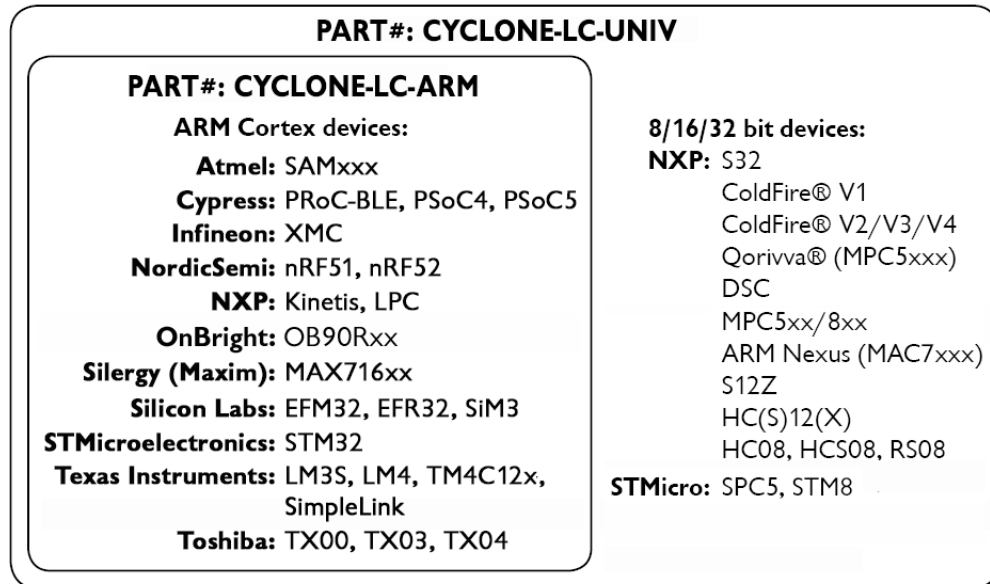 PART#: CYCLONE-LC-UNIV
PART#: CYCLONE-LC-ARM
ARM Cortex devices:
Atmel: SAMxxx
Cypress: PRoC-BLE, PSoC4, PSoC5
Infineon: XMC
NordicSemi: nRF51, nRF52
NXP: Kinetis, LPC
OnBright: OB90Rxx
Silergy (Maxim): MAX716xx
Silicon Labs: EFM32, EFR32, SiM3
STMicroelectronics: STM32
Texas Instruments: LM3S, LM4, TM4C12x,
SimpleLink
Toshiba: TX00, TX03, TX04
8/16/32 bit devices:
NXP: S32
ColdFire® V1
ColdFire® V2/V3/V4
Qorivva® (MPC5xxx)
DSC
MPC5xx/8xx
ARM Nexus (MAC7xxx)
S12Z
HC(S)12(X)
HC08, HCS08, RS08
STMicro: SPC5, STM8